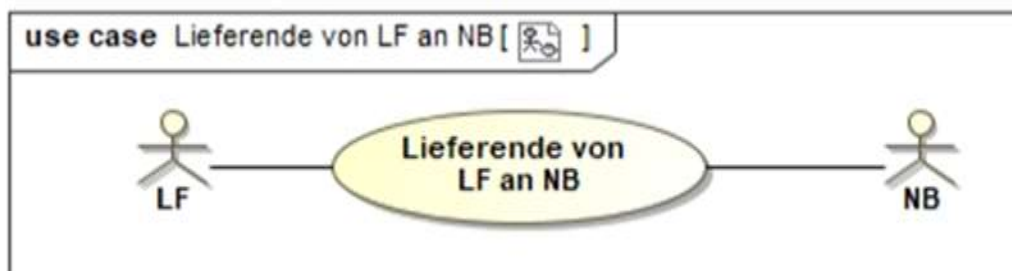 use case Lieferende von LF an NB [ ]
Lieferende von
LF an NB
LF
NB